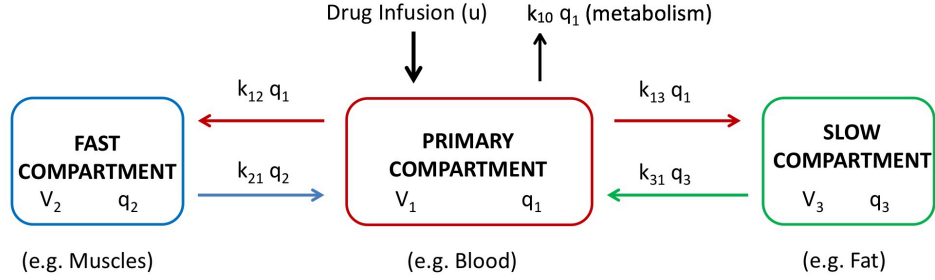 Drug Infusion (u)
k₁₀ q₁ (metabolism)
k₁₂ q₁
k₁₃ q₁
FAST
COMPARTMENT
V₂ q₂
k₂₁ q₂
PRIMARY
COMPARTMENT
V₁ q₁
k₃₁ q₃
SLOW
COMPARTMENT
V₃ q₃
(e.g. Muscles)
(e.g. Blood)
(e.g. Fat)